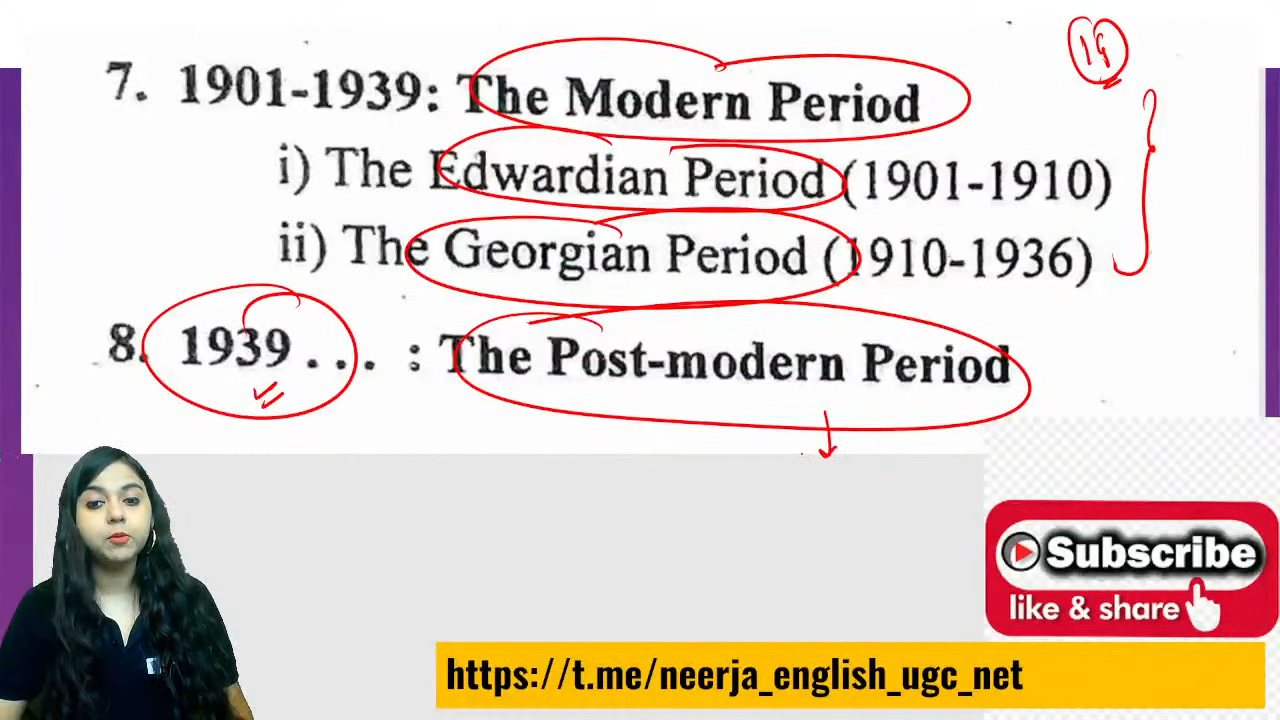 7. 1901-1939: The Modern Period
i) The Edwardian Period (1901-1910)
ii) The Georgian Period (1910-1936)
8. 1939 . . . : The Post-modern Period
Subscribe
like & share
https://t.me/neerja_english_ugc_net